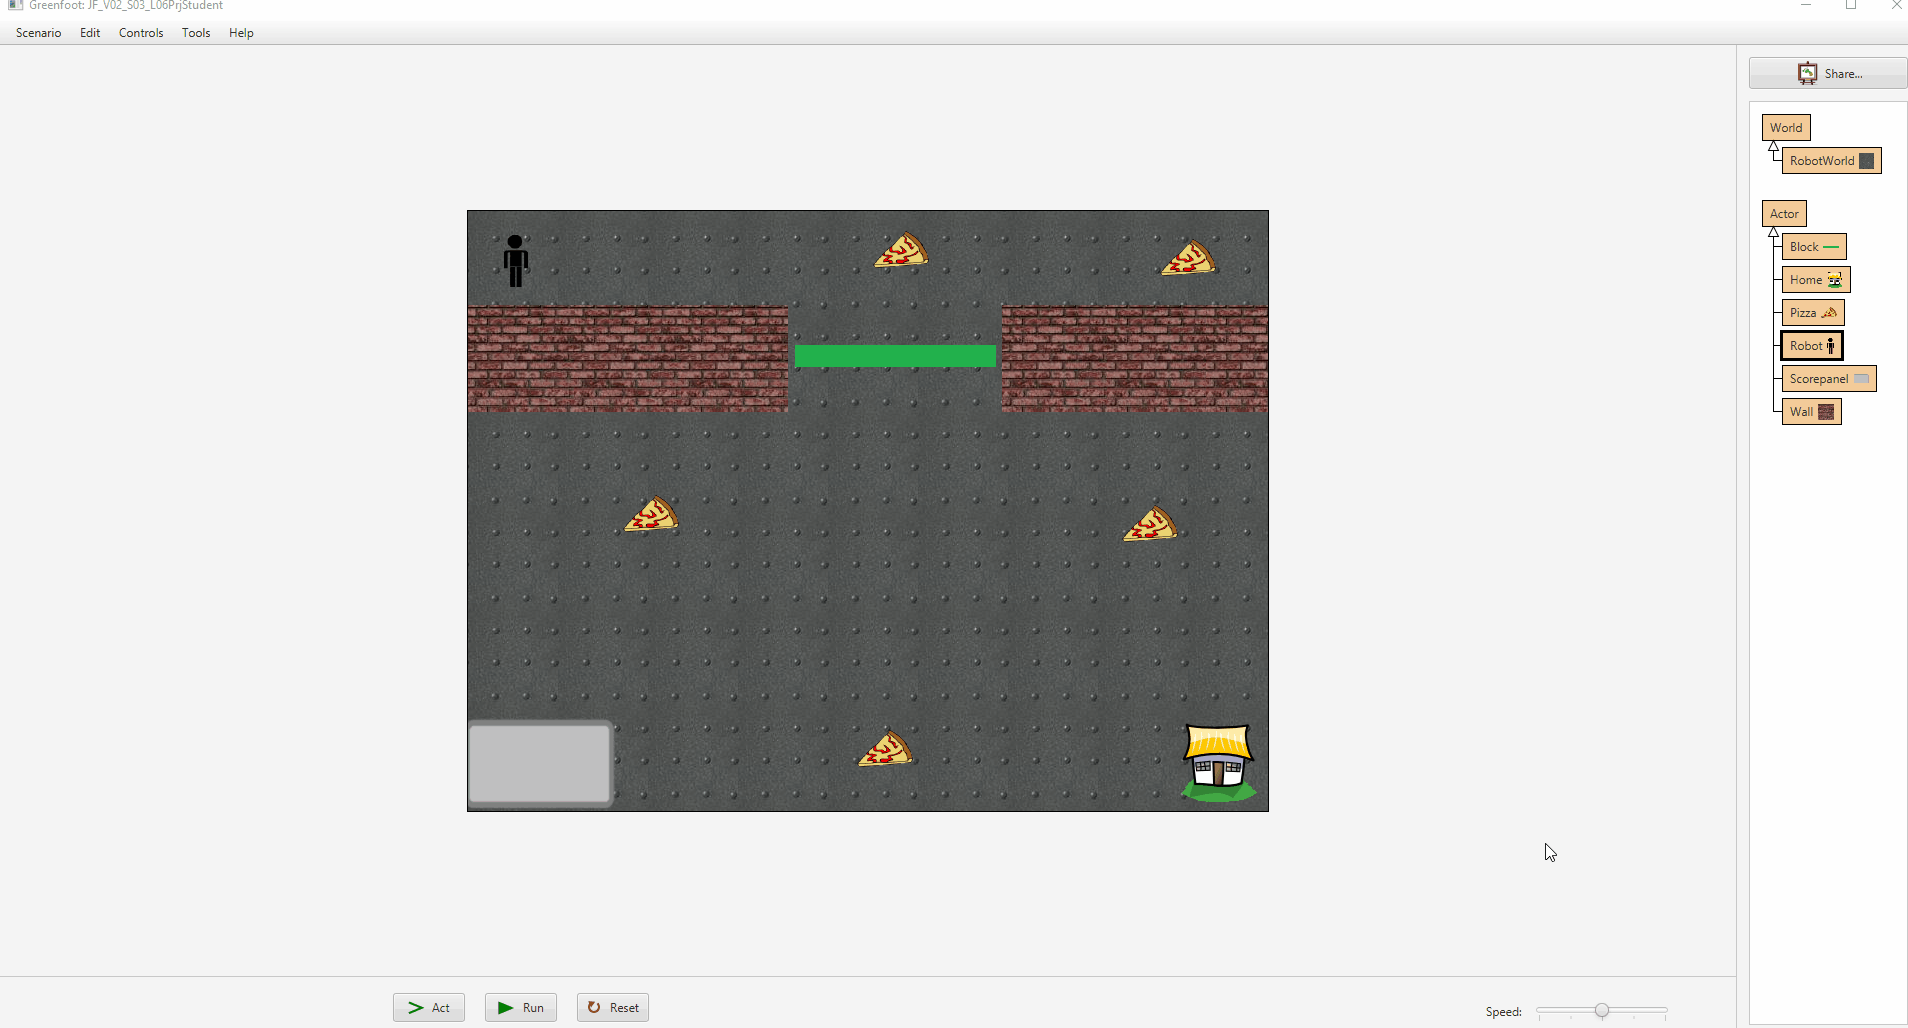 Greenfoot: JF_V02_S03_L06PrjStudent
Scenario Edit Controls Tools Help
Share...
World
RobotWorld
Actor
Block
Home
Pizza
Robot
Scorepanel
Wall
Act Run Reset Speed: